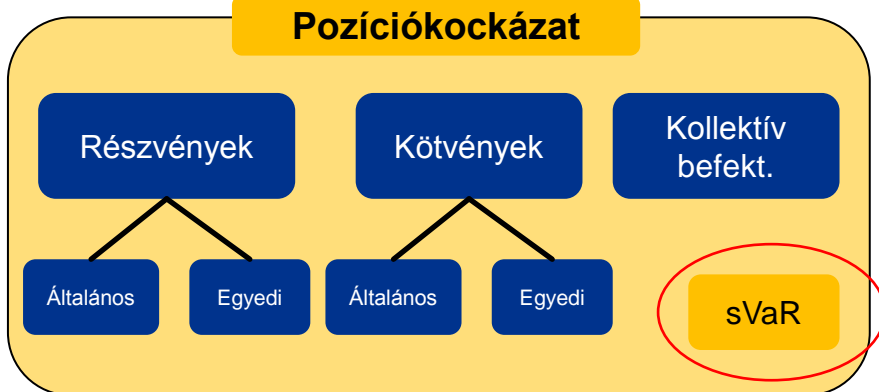 Pozíciókockázat
Részvények
Kötvények
Kollektív
befekt.
Általános
Egyedi
Általános
Egyedi
sVaR